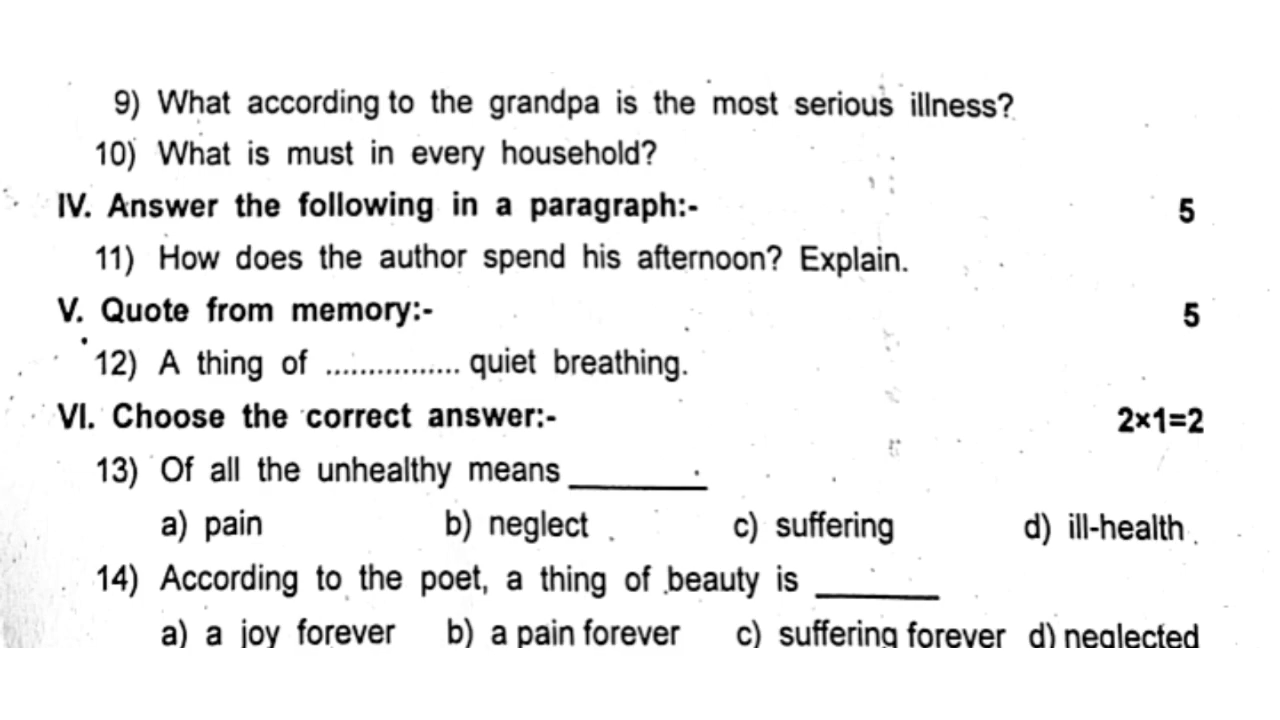 9) What according to the grandpa is the most serious illness?
10) What is must in every household?
IV. Answer the following in a paragraph:- 5
11) How does the author spend his afternoon? Explain.
V. Quote from memory:- 5
12) A thing of ................ quiet breathing.
VI. Choose the correct answer:- 2×1=2
13) Of all the unhealthy means ________
a) pain b) neglect c) suffering d) ill-health
14) According to the poet, a thing of beauty is ________
a) a joy forever b) a pain forever c) suffering forever d) neglected